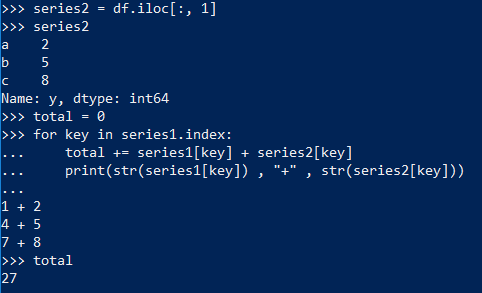 >>> series2 = df.iloc[:, 1]
>>> series2
a    2
b    5
c    8
Name: y, dtype: int64
>>> total = 0
>>> for key in series1.index:
...     total += series1[key] + series2[key]
...     print(str(series1[key]) , "+" , str(series2[key]))
...
1 + 2
4 + 5
7 + 8
>>> total
27